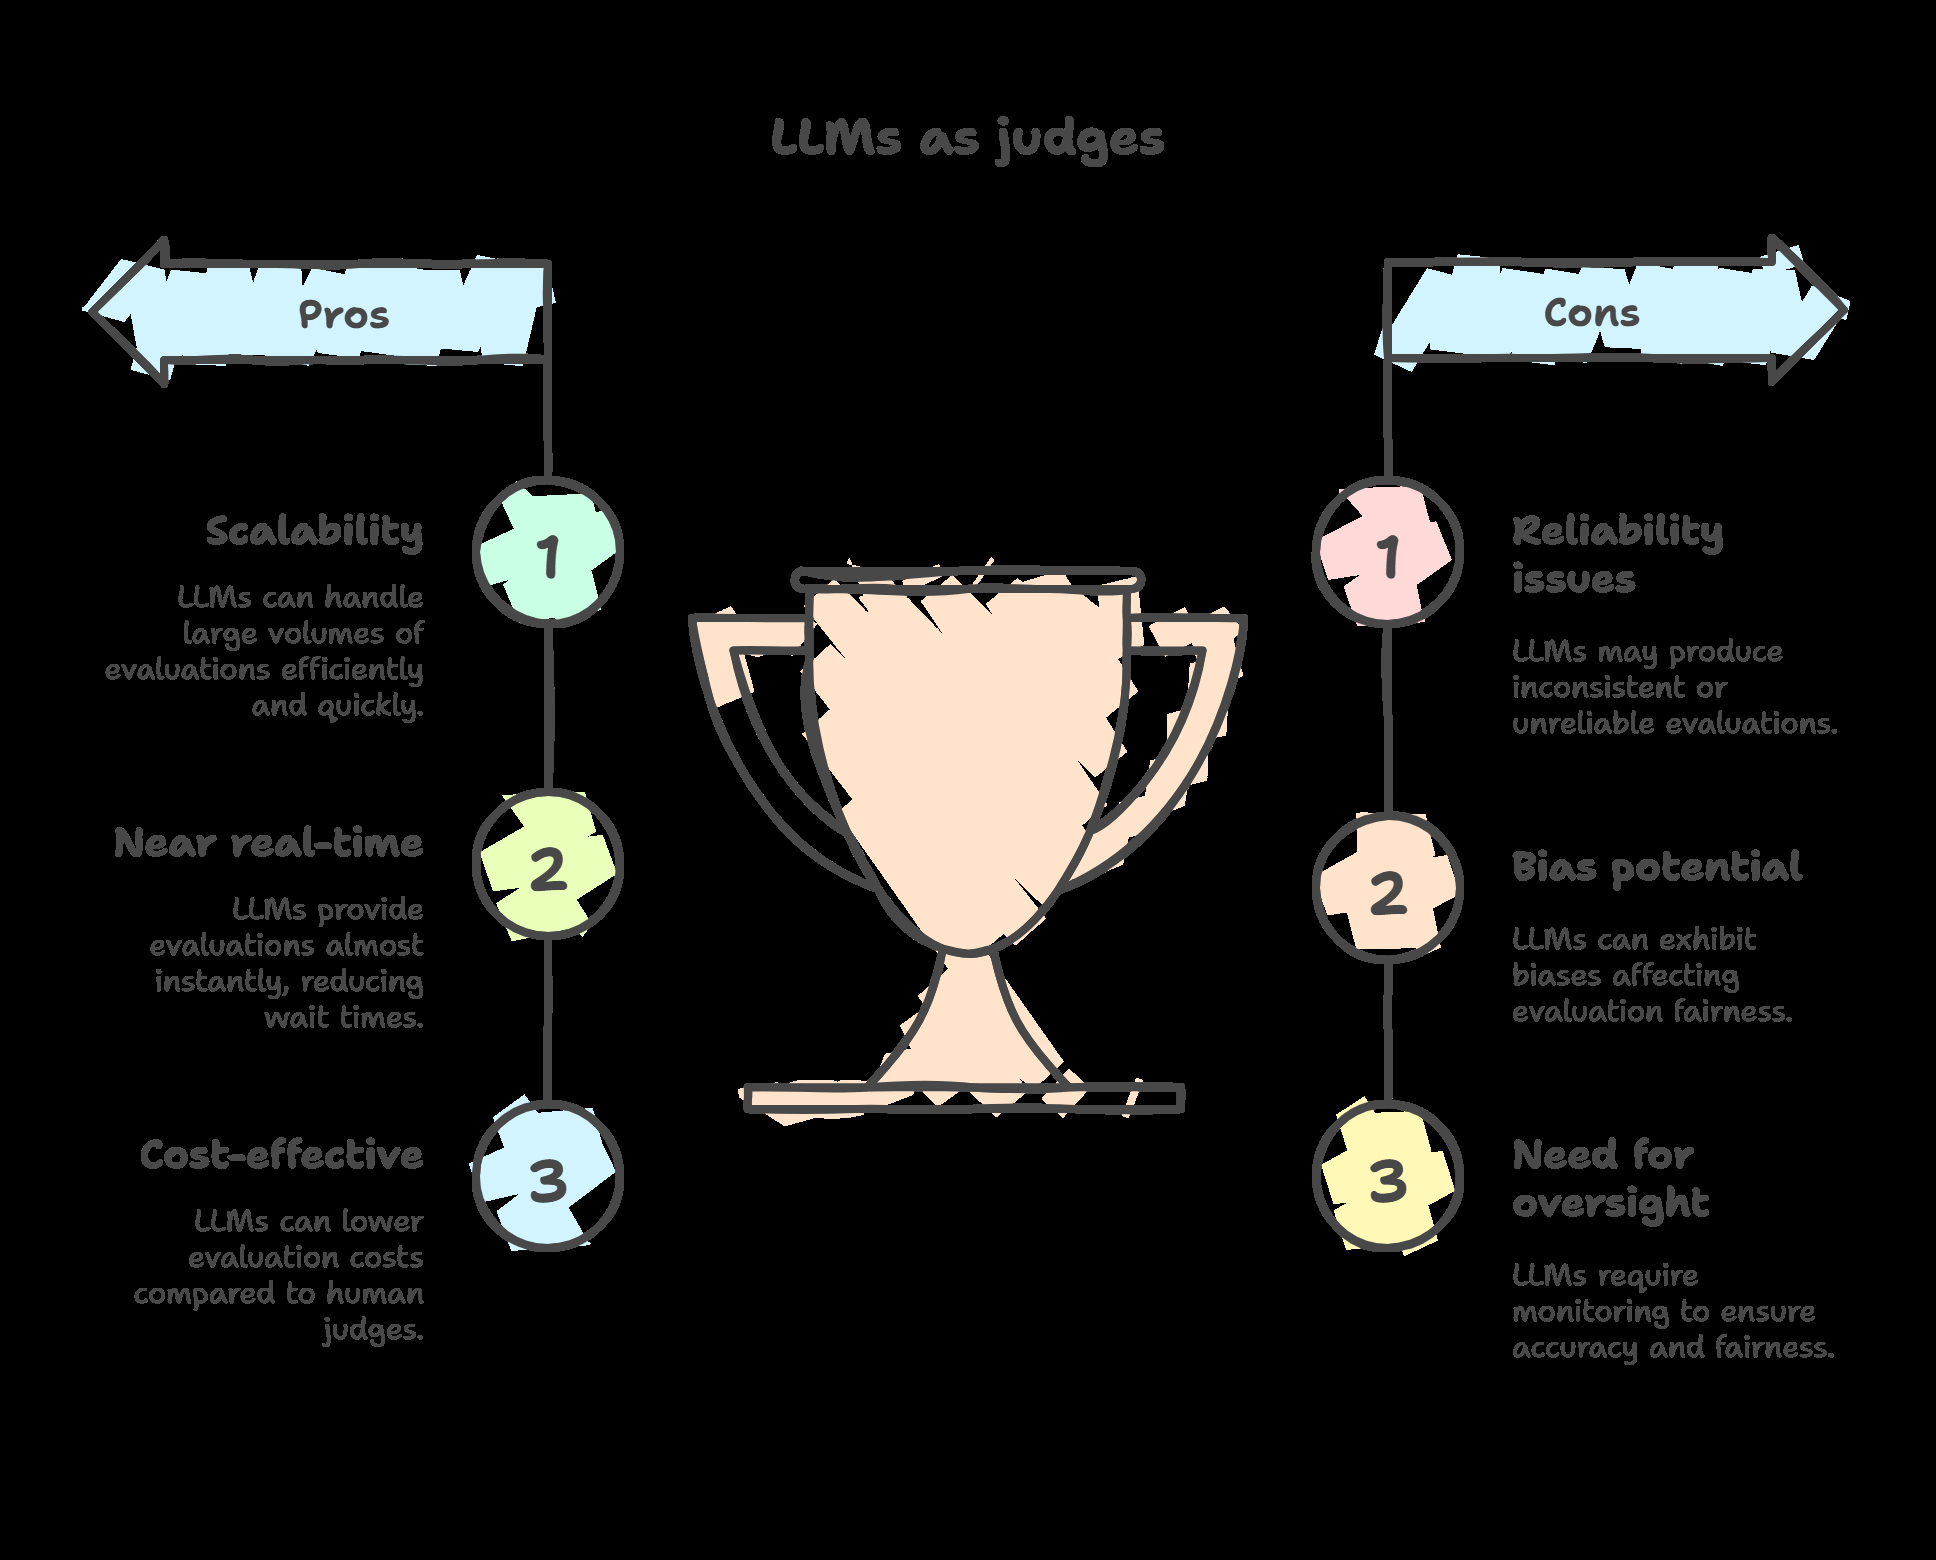 LLMs as judges
Pros
1
Scalability
LLMs can handle
large volumes of
evaluations efficiently
and quickly.
2
Near real-time
LLMs provide
evaluations almost
instantly, reducing
wait times.
3
Cost-effective
LLMs can lower
evaluation costs
compared to human
judges.
Cons
1
Reliability
issues
LLMs may produce
inconsistent or
unreliable evaluations.
2
Bias potential
LLMs can exhibit
biases affecting
evaluation fairness.
3
Need for
oversight
LLMs require
monitoring to ensure
accuracy and fairness.